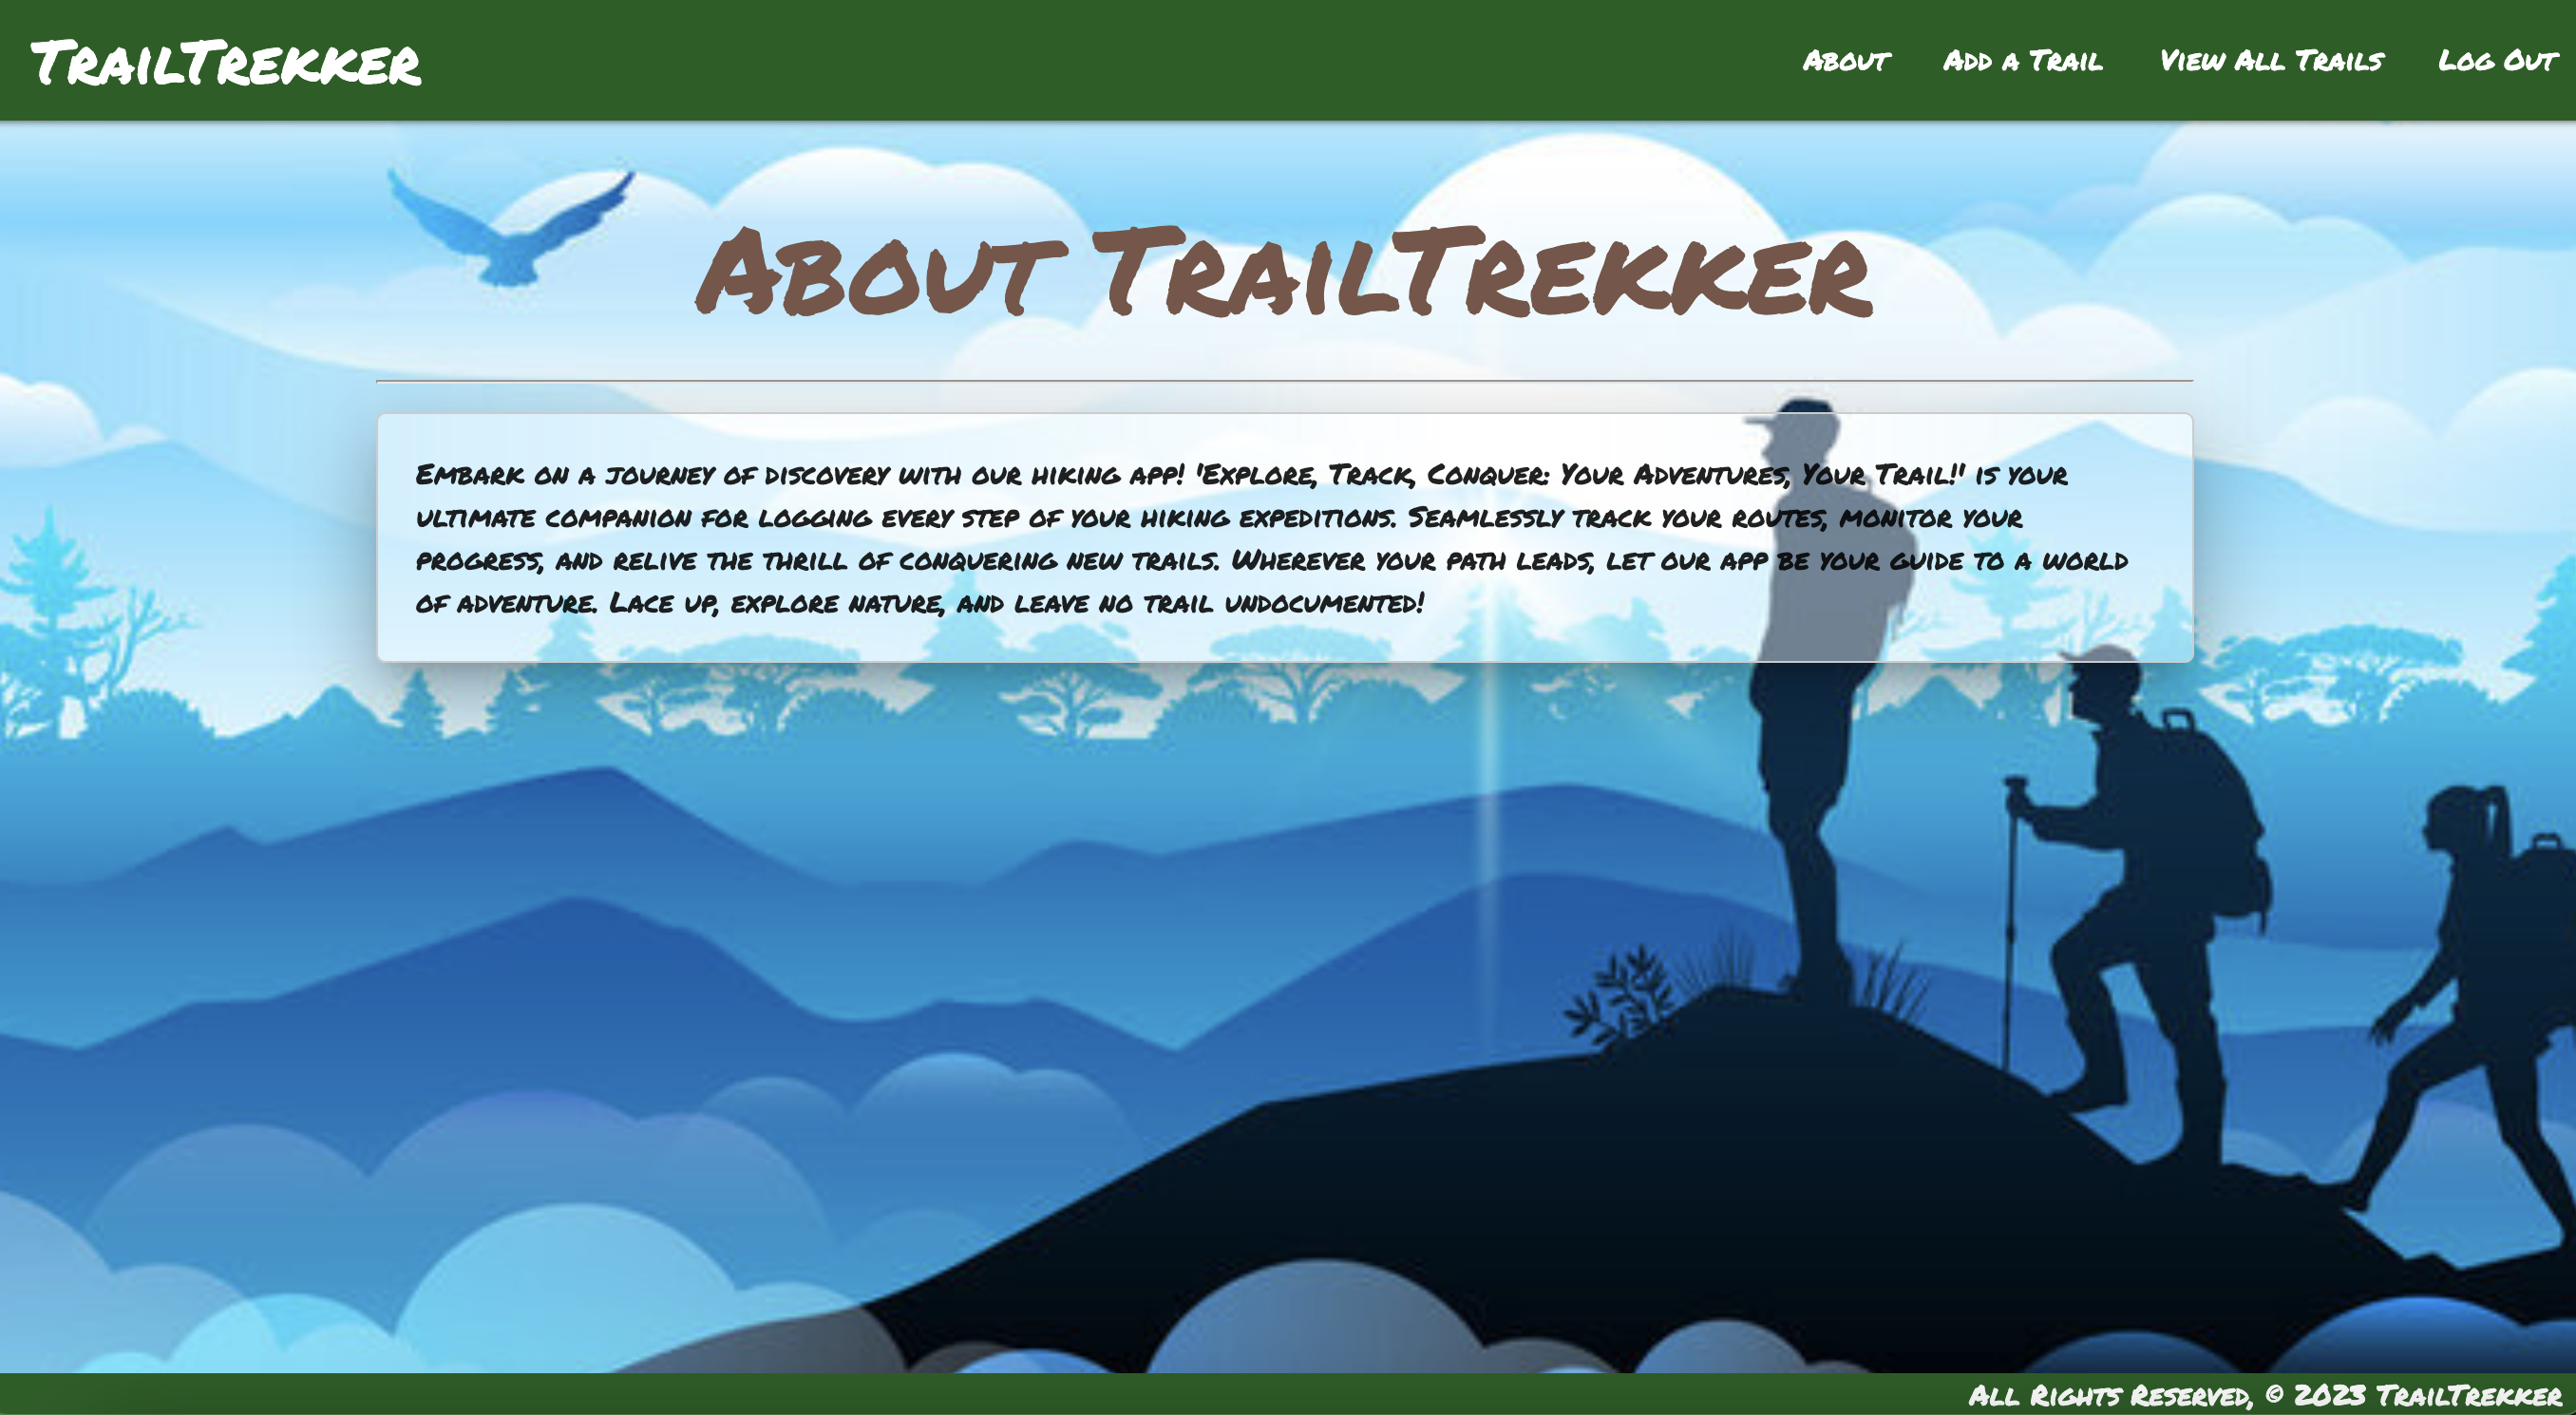 TrailTrekker
About
Add a Trail
View All Trails
Log Out
About TrailTrekker
Embark on a journey of discovery with our hiking app! 'Explore, Track, Conquer: Your Adventures, Your Trail!' is your
ultimate companion for logging every step of your hiking expeditions. Seamlessly track your routes, monitor your
progress, and relive the thrill of conquering new trails. Wherever your path leads, let our app be your guide to a world
of adventure. Lace up, explore nature, and leave no trail undocumented!
All Rights Reserved, © 2023 TrailTrekker